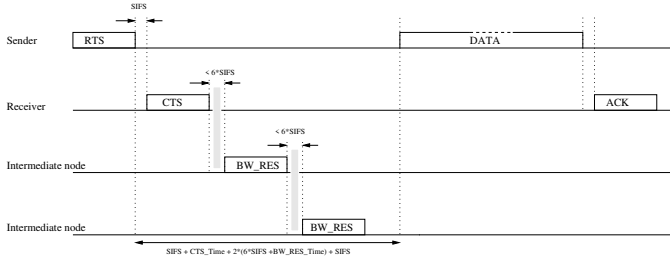 SIFS
Sender
RTS
DATA
< 6*SIFS
Receiver
CTS
ACK
< 6*SIFS
Intermediate node
BW_RES
Intermediate node
BW_RES
SIFS + CTS_Time + 2*(6*SIFS +BW_RES_Time) + SIFS